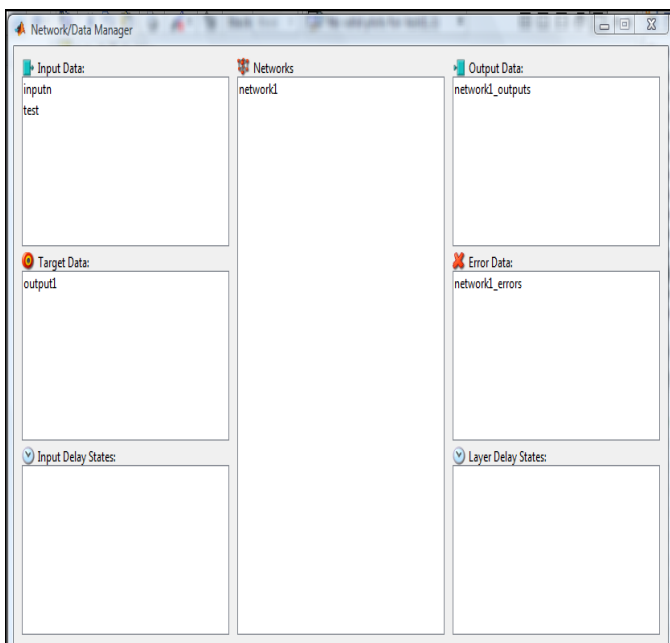 Network/Data Manager
Input Data:
inputn
test
Networks
network1
Output Data:
network1_outputs
Target Data:
output1
Error Data:
network1_errors
Input Delay States:
Layer Delay States: